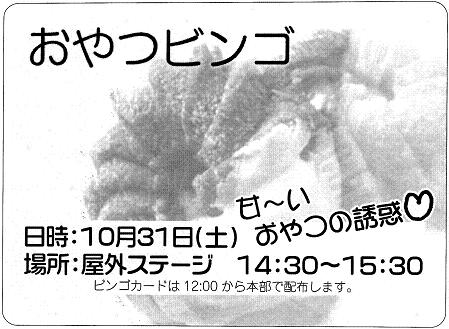 おやつビンゴ
甘～い
おやつの誘惑♡
日時：10月31日(土)
場所：屋外ステージ　14:30～15:30
ビンゴカードは 12:00 から本部で配布します。